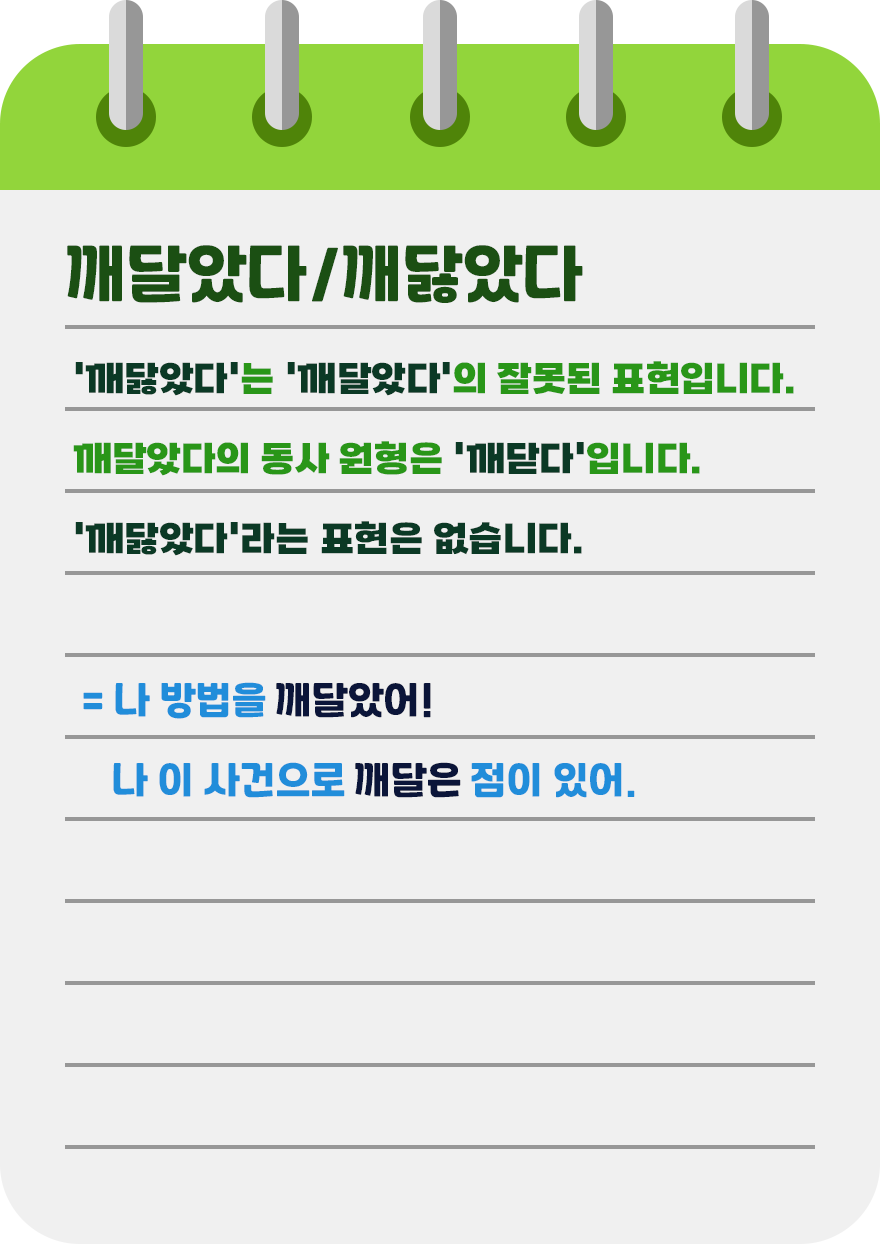 깨달았다/깨닳았다
'깨닳았다'는 '깨달았다'의 잘못된 표현입니다.
깨달았다의 동사 원형은 '깨닫다'입니다.
'깨닳았다'라는 표현은 없습니다.
= 나 방법을 깨달았어!
나 이 사건으로 깨달은 점이 있어.